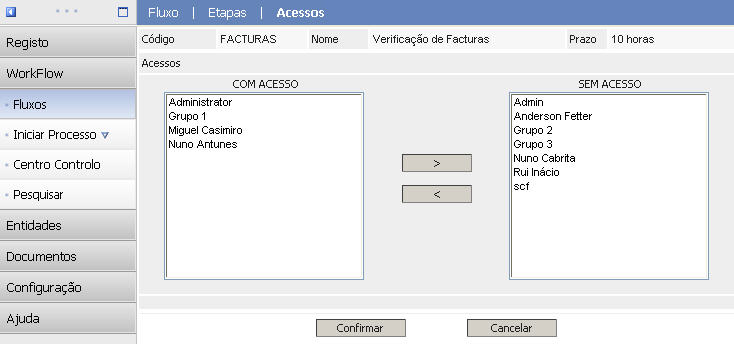 Fluxo | Etapas | Acessos
Registo
WorkFlow
Fluxos
Iniciar Processo
Centro Controlo
Pesquisar
Entidades
Documentos
Configuração
Ajuda
Código FACTURAS Nome Verificação de Facturas Prazo 10 horas
Acessos
COM ACESSO
Administrator
Grupo 1
Miguel Casimiro
Nuno Antunes
>
<
SEM ACESSO
Admin
Anderson Fetter
Grupo 2
Grupo 3
Nuno Cabrita
Rui Inácio
scf
Confirmar Cancelar